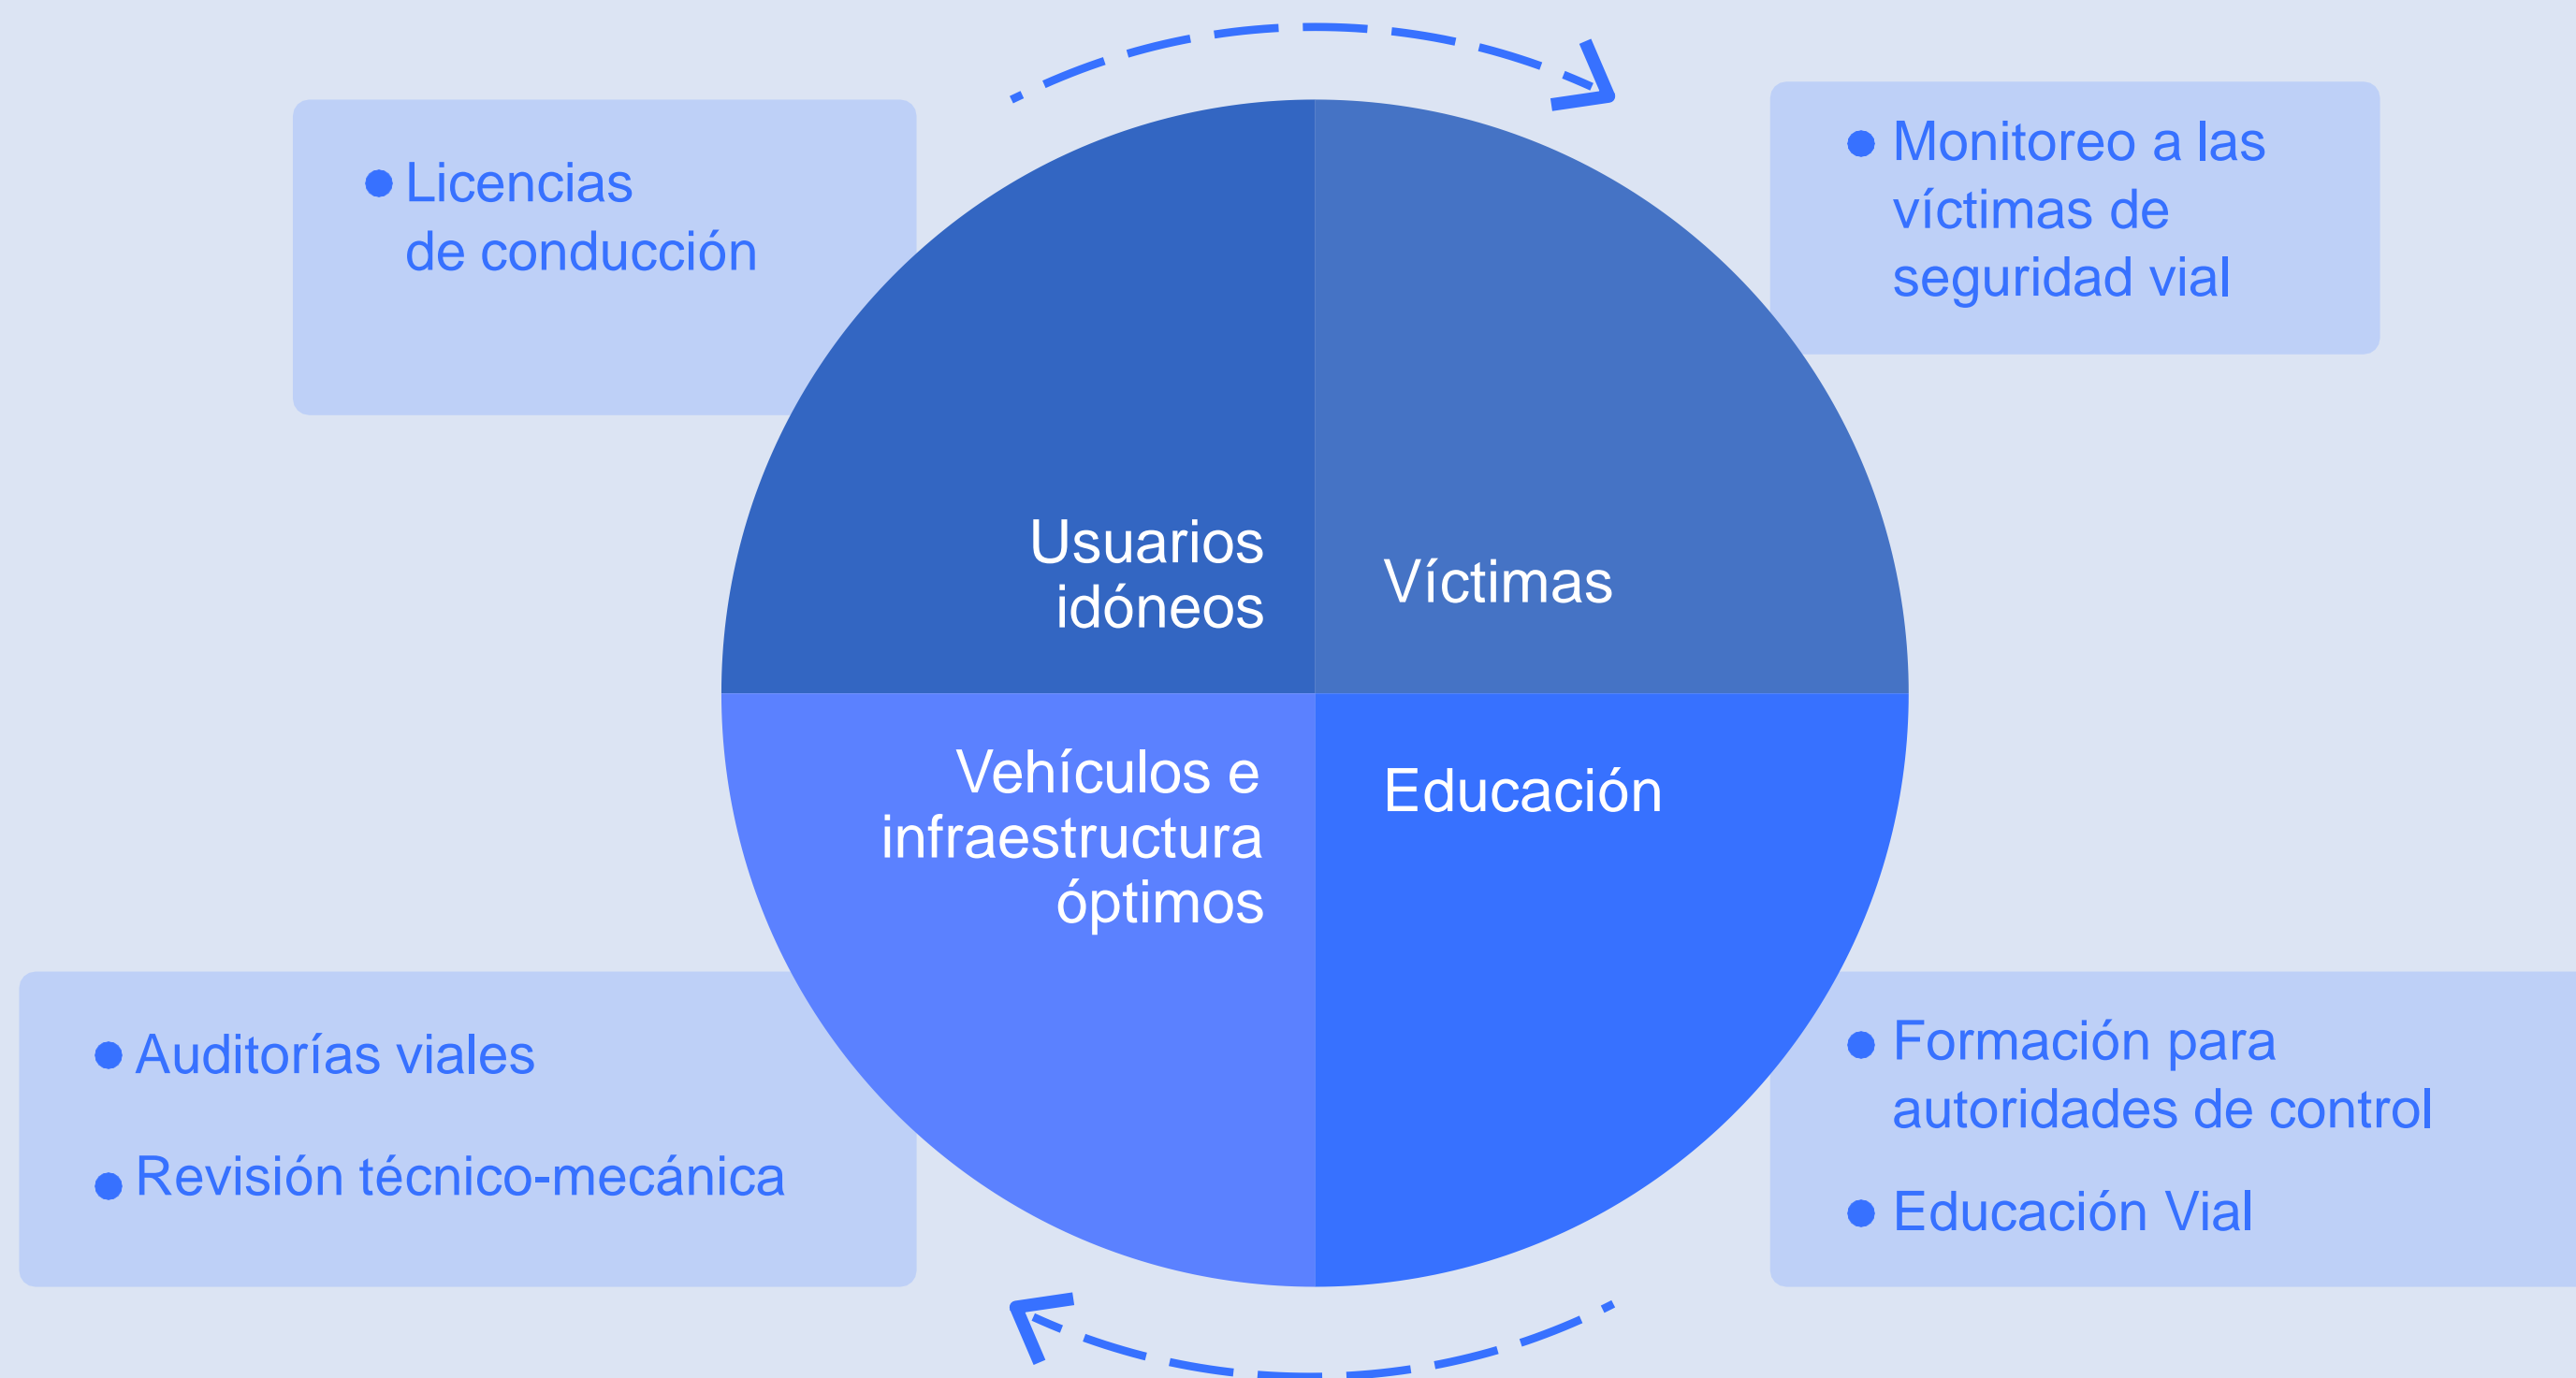 Licencias
de conducción
Monitoreo a las
víctimas de
seguridad vial
Usuarios
idóneos
Víctimas
Vehículos e
infraestructura
óptimos
Educación
Auditorías viales
Revisión técnico-mecánica
Formación para
autoridades de control
Educación Vial